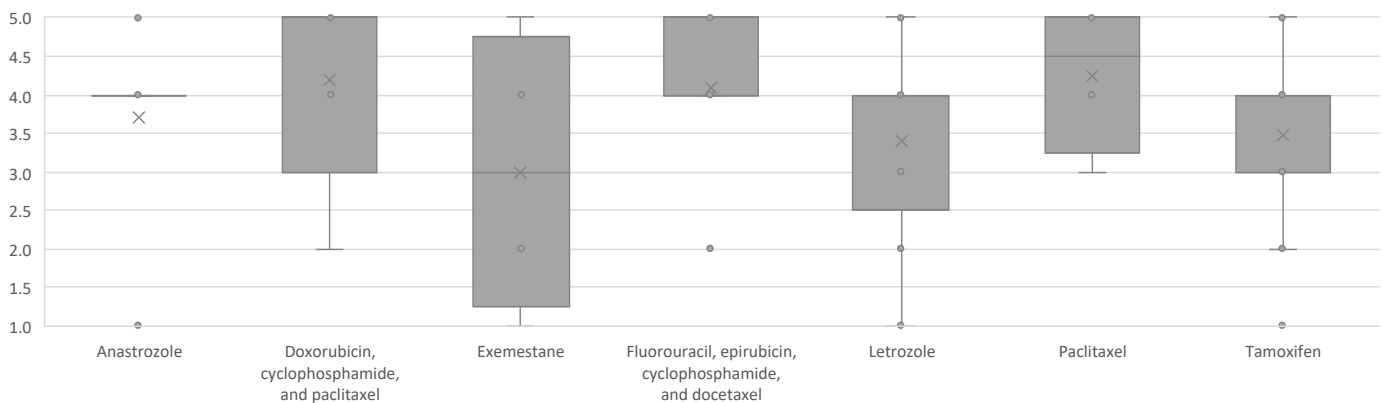 5.0
4.5
4.0
3.5
3.0
2.5
2.0
1.5
1.0
Anastrozole
Doxorubicin,
cyclophosphamide,
and paclitaxel
Exemestane
Fluorouracil, epirubicin,
cyclophosphamide,
and docetaxel
Letrozole
Paclitaxel
Tamoxifen